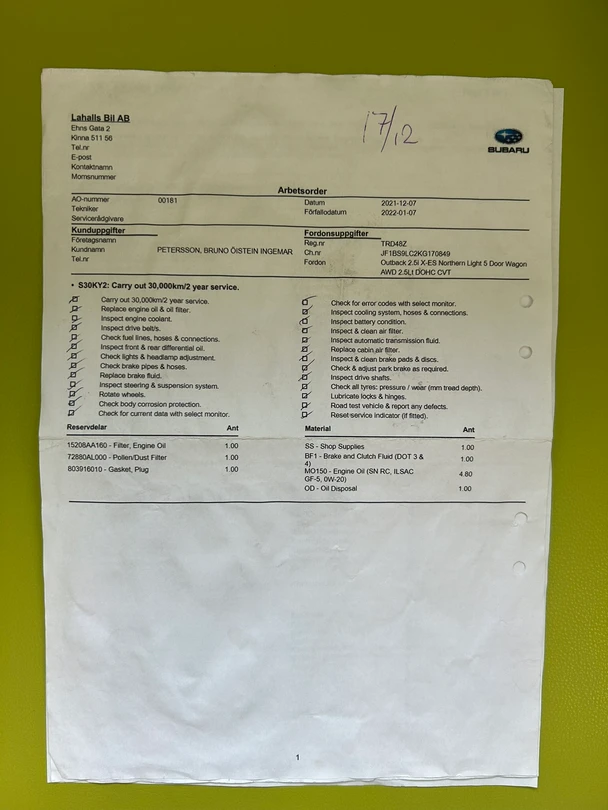 Lahalls Bil AB
Ehns Gata 2
Kinna 511 56
Tel.nr
E-post
Kontaktnamn
Momsnummer
17/12
SUBARU
Arbetsorder
AO-nummer 00181
Tekniker
Servicerådgivare
Datum 2021-12-07
Förfallodatum 2022-01-07
Kunduppgifter
Företagsnamn
Kundnamn PETERSSON, BRUNO ÖISTEIN INGEMAR
Tel.nr
Fordonsuppgifter
Reg.nr TRD48Z
Ch.nr JF1BS9LC2KG170849
Fordon Outback 2.5i X-ES Northern Light 5 Door Wagon
AWD 2.5Lt DOHC CVT
• S30KY2: Carry out 30,000km/2 year service.
Carry out 30,000km/2 year service.
Replace engine oil & oil filter.
Inspect engine coolant.
Inspect drive belt/s.
Check fuel lines, hoses & connections.
Inspect front & rear differential oil.
Check lights & headlamp adjustment.
Check brake pipes & hoses.
Replace brake fluid.
Inspect steering & suspension system.
Rotate wheels.
Check body corrosion protection.
Check for current data with select monitor.
Check for error codes with select monitor.
Inspect cooling system, hoses & connections.
Inspect battery condition.
Inspect & clean air filter.
Inspect automatic transmission fluid.
Replace cabin air filter.
Inspect & clean brake pads & discs.
Check & adjust park brake as required.
Inspect drive shafts.
Check all tyres: pressure / wear (mm tread depth).
Lubricate locks & hinges.
Road test vehicle & report any defects.
Reset service indicator (if fitted).
Reservdelar Ant
15208AA160 - Filter, Engine Oil 1.00
72880AL000 - Pollen/Dust Filter 1.00
803916010 - Gasket, Plug 1.00
Material Ant
SS - Shop Supplies 1.00
BF1 - Brake and Clutch Fluid (DOT 3 & 1.00
4)
MO150 - Engine Oil (SN RC, ILSAC 4.80
GF-5, 0W-20)
OD - Oil Disposal 1.00
1